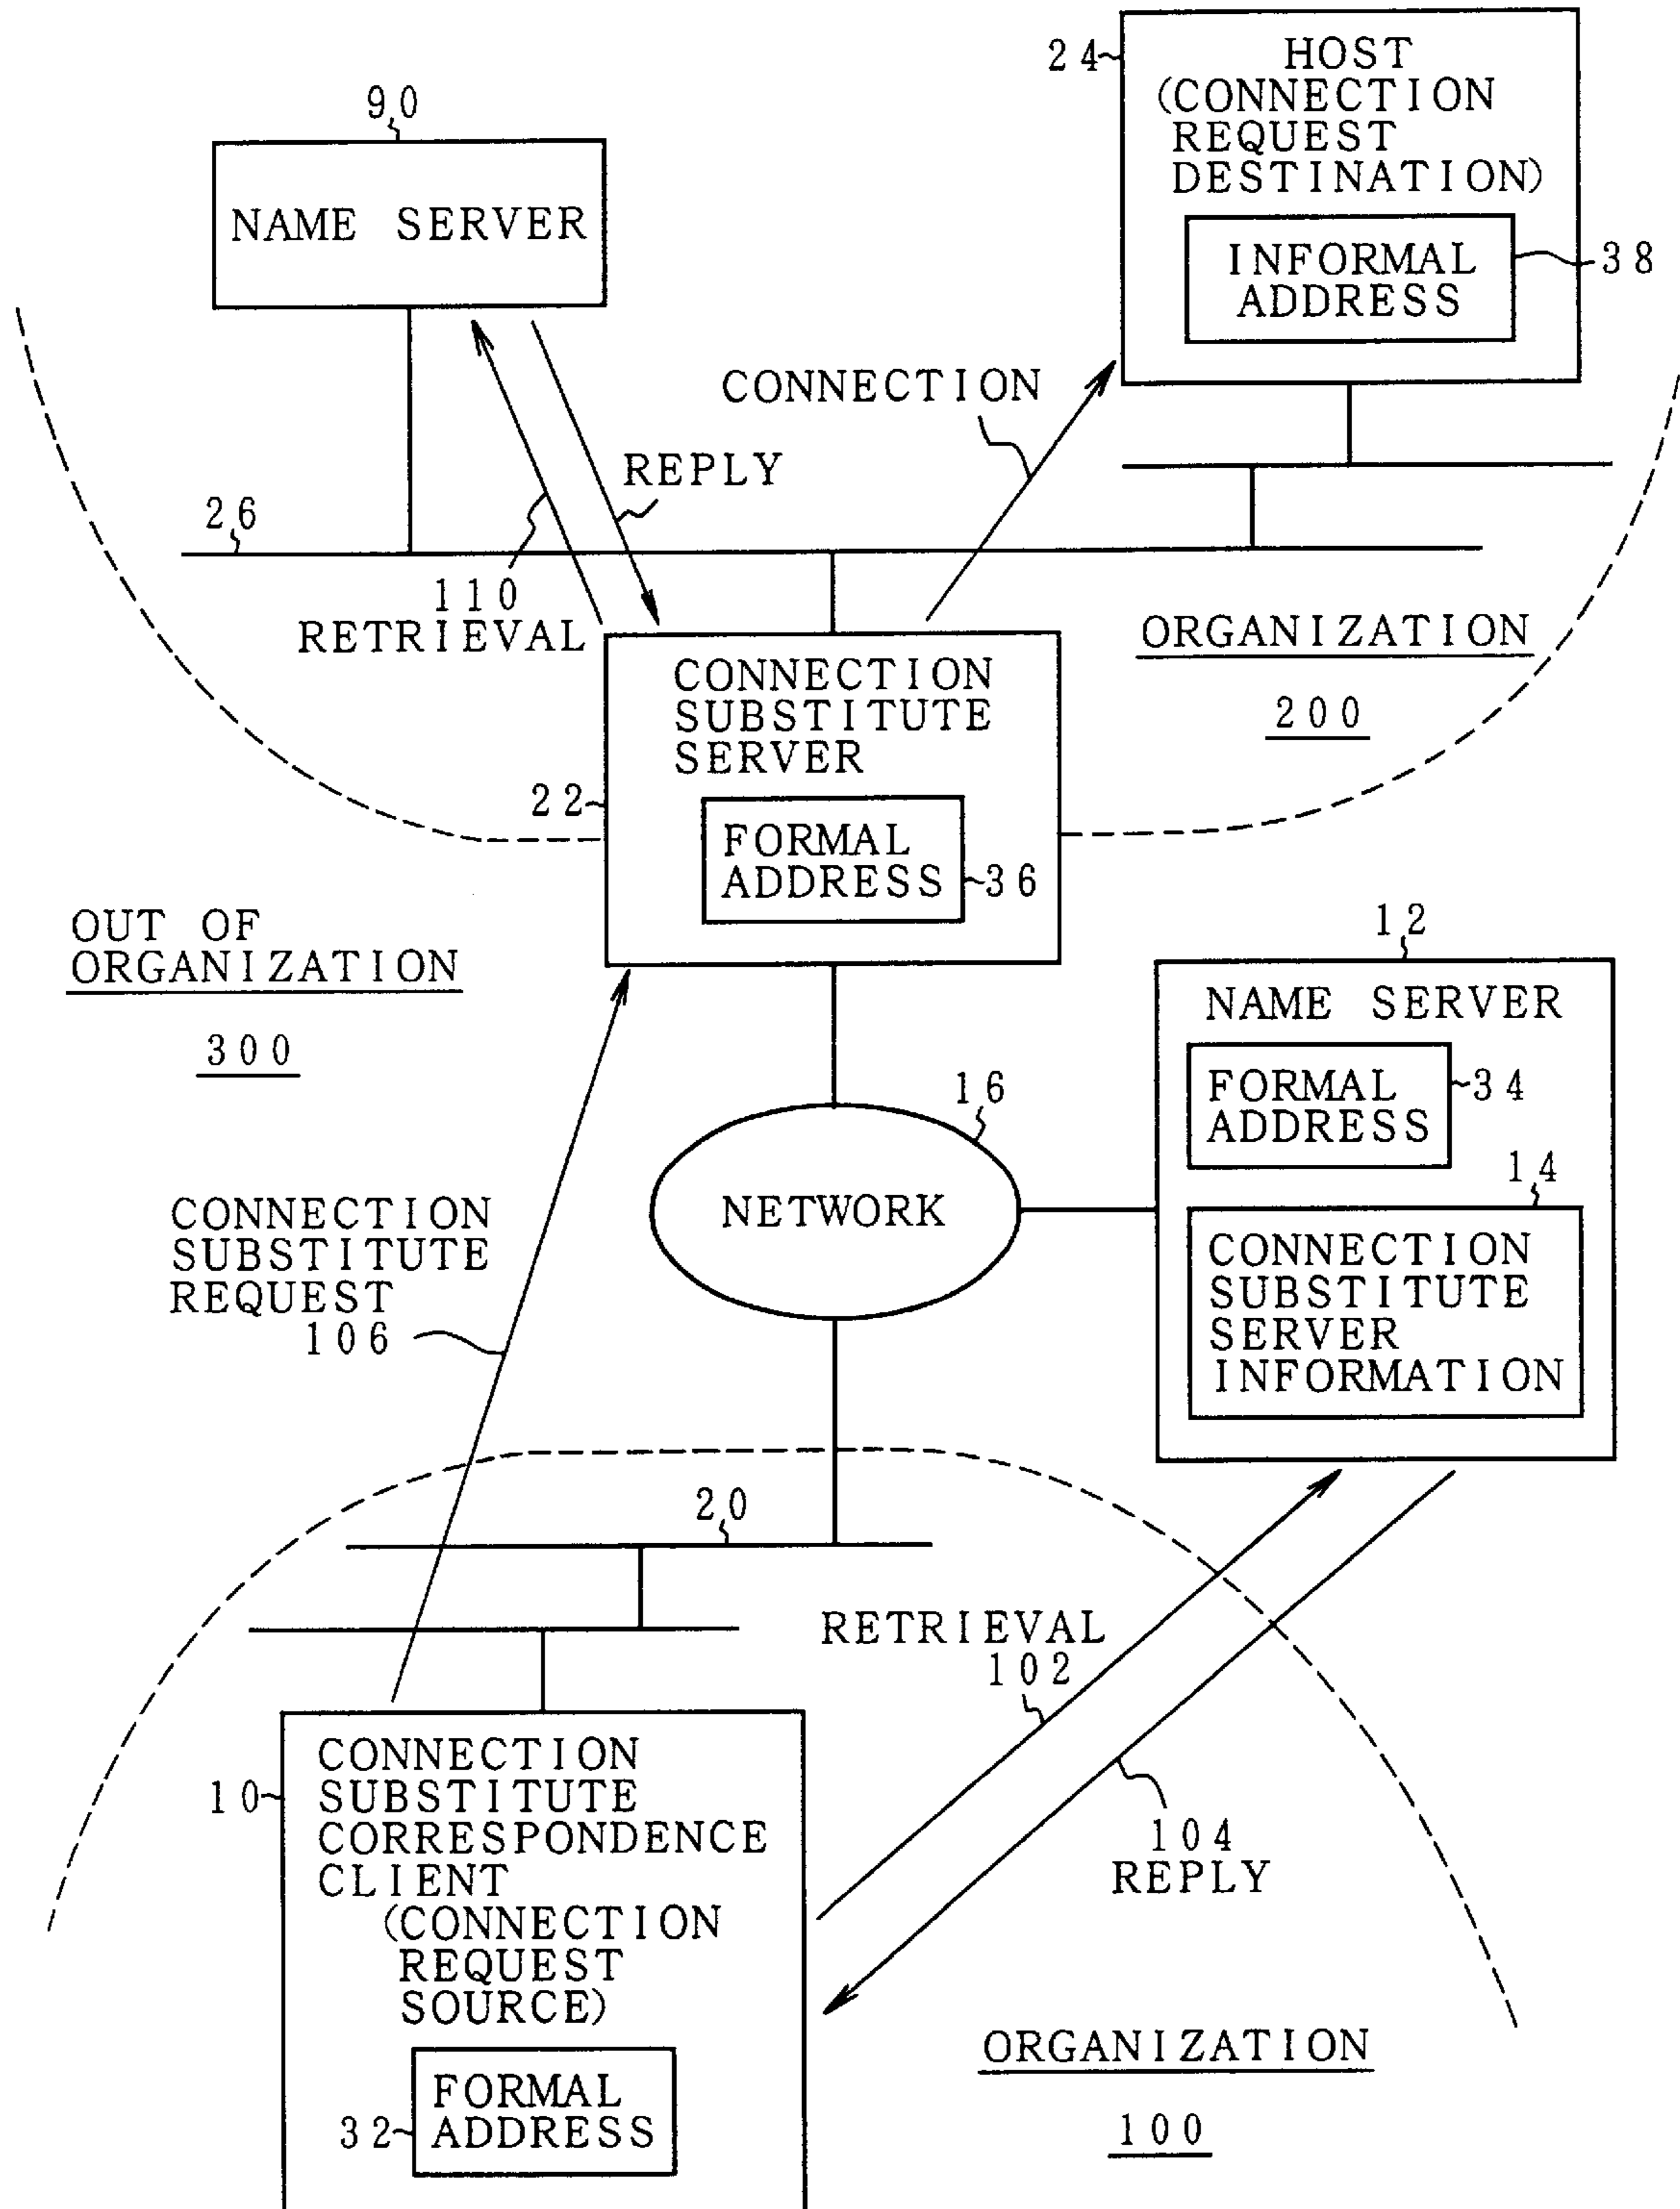 24
HOST
(CONNECTION
REQUEST
DESTINATION)
INFORMAL
ADDRESS
38
90
NAME SERVER
CONNECTION
REPLY
26
110
RETRIEVAL
ORGANIZATION
200
CONNECTION
SUBSTITUTE
SERVER
22
FORMAL
ADDRESS
36
OUT OF
ORGANIZATION
300
12
NAME SERVER
FORMAL
ADDRESS
34
14
CONNECTION
SUBSTITUTE
SERVER
INFORMATION
16
NETWORK
CONNECTION
SUBSTITUTE
REQUEST
106
20
RETRIEVAL
102
104
REPLY
10
CONNECTION
SUBSTITUTE
CORRESPONDENCE
CLIENT
(CONNECTION
REQUEST
SOURCE)
32
FORMAL
ADDRESS
ORGANIZATION
100